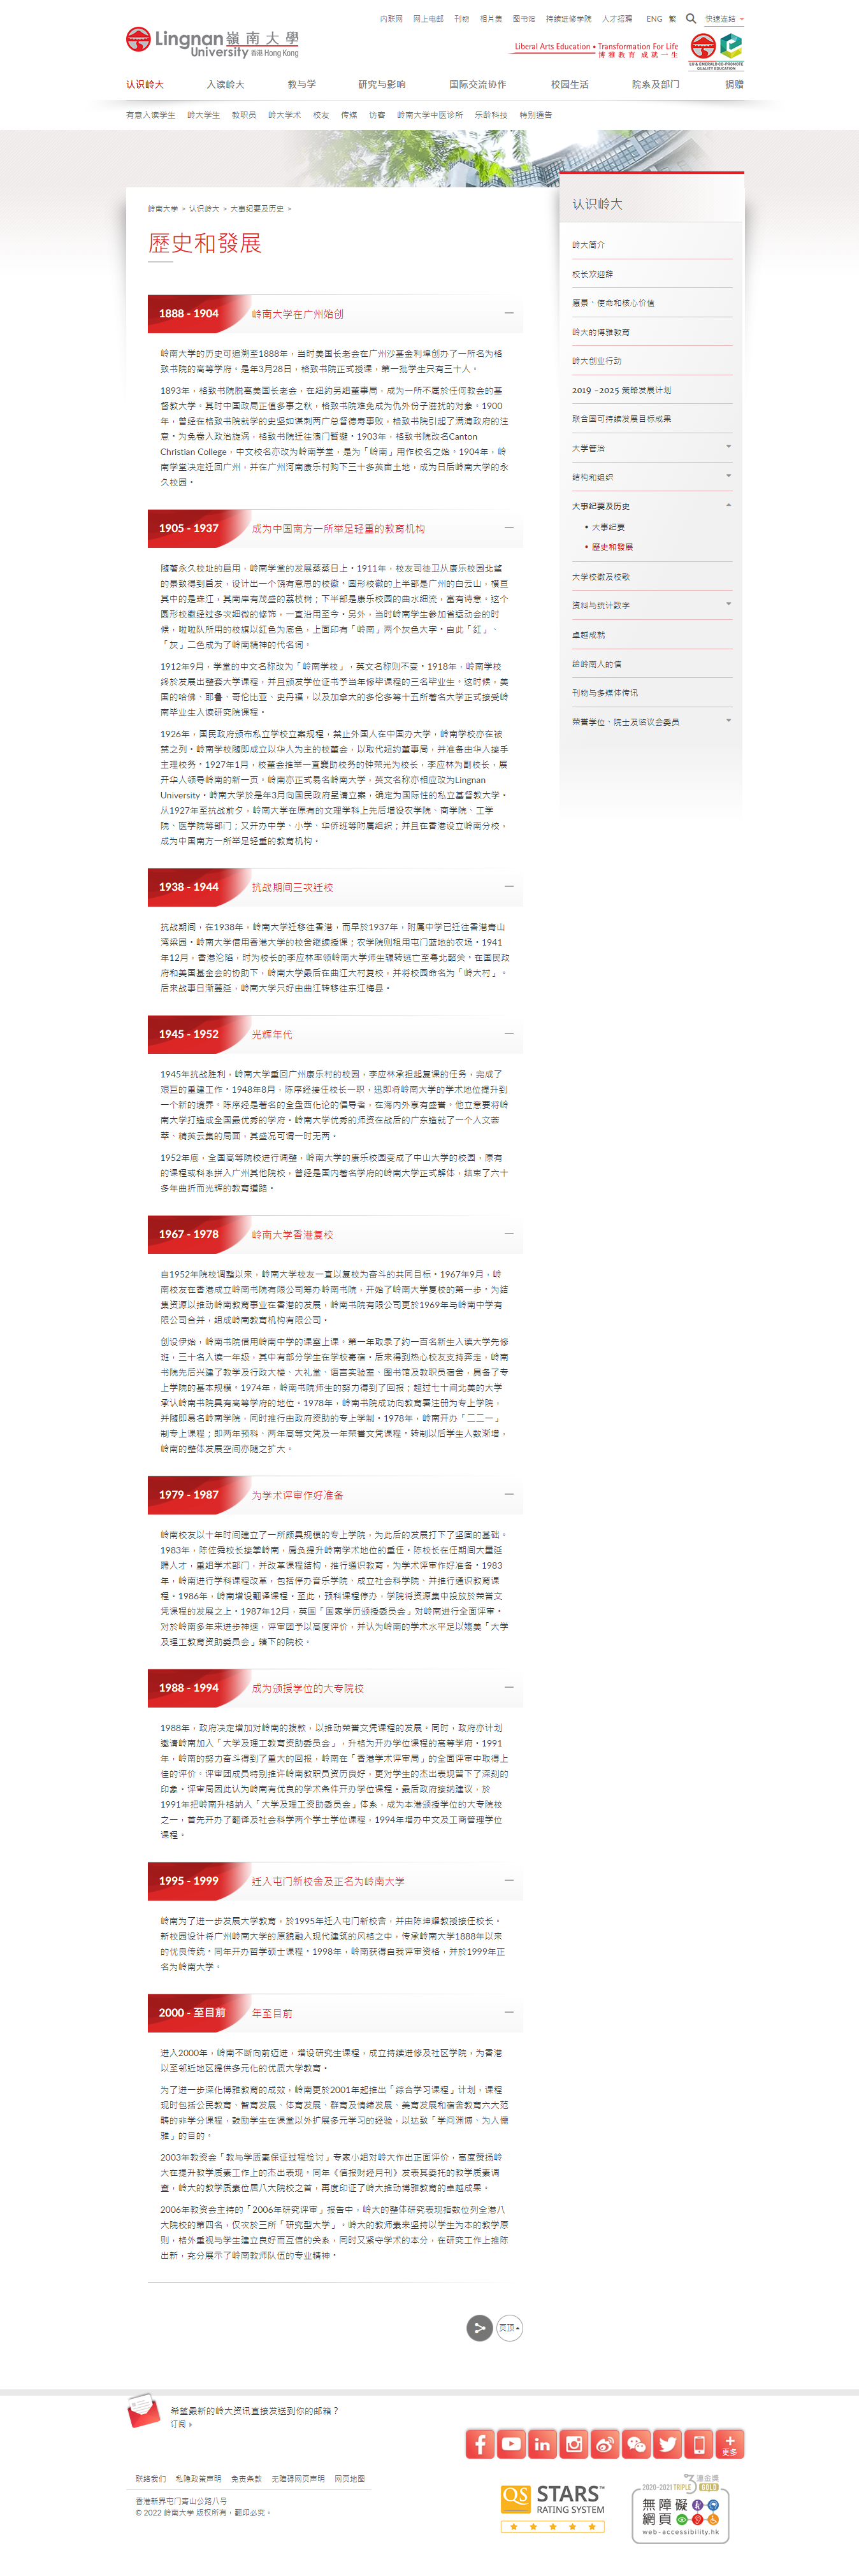 内联网 网上电邮 刊物 相片集 图书馆 持续进修学院 人才招聘 ENG 繁 快速连结
Lingnan 嶺南大學
University 香港 Hong Kong
Liberal Arts Education • Transformation For Life
博雅教育 成就一生
LU & EMERALD CO-PROMOTE
QUALITY EDUCATION
认识岭大 入读岭大 教与学 研究与影响 国际交流协作 校园生活 院系及部门 捐赠
有意入读学生 岭大学生 教职员 岭大学术 校友 传媒 访客 岭南大学中医诊所 乐龄科技 特别通告
岭南大学 > 认识岭大 > 大事紀要及历史 >
歷史和發展
1888 - 1904 岭南大学在广州始创
岭南大学的历史可追溯至1888年，当时美国长老会在广州沙基金利埠创办了一所名为格
致书院的高等学府。是年3月28日，格致书院正式授课，第一批学生只有三十人。
1893年，格致书院脱离美国长老会，在纽约另组董事局，成为一所不属於任何教会的基
督教大学。其时中国政局正值多事之秋，格致书院难免成为仇外份子滋扰的对象。1900
年，曾经在格致书院就学的史坚如谋刺两广总督德寿事败，格致书院引起了满清政府的注
意。为免卷入政治旋涡，格致书院迁往澳门暂避。1903年，格致书院改名Canton
Christian College，中文校名亦改为岭南学堂，是为「岭南」用作校名之始。1904年，岭
南学堂决定迁回广州，并在广州河南康乐村购下三十多英亩土地，成为日后岭南大学的永
久校园。
1905 - 1937 成为中国南方一所举足轻重的教育机构
随著永久校址的启用，岭南学堂的发展蒸蒸日上。1911年，校友司徒卫从康乐校园北望
的景致得到启发，设计出一个饶有意思的校徽。圆形校徽的上半部是广州的白云山，横亘
其中的是珠江，其南岸有茂盛的荔枝树；下半部是康乐校园的曲水细流，富有诗意。这个
圆形校徽经过多次细微的修饰，一直沿用至今。另外，当时岭南学生参加省运动会的时
候，啦啦队所用的校旗以红色为底色，上面印有「岭南」两个灰色大字。自此「红」、
「灰」二色成为了岭南精神的代名词。
1912年9月，学堂的中文名称改为「岭南学校」，英文名称则不变。1918年，岭南学校
终於发展出整套大学课程，并且颁发学位证书予当年修毕课程的三名毕业生。这时候，美
国的哈佛、耶鲁、哥伦比亚、史丹福，以及加拿大的多伦多等十五所著名大学正式接受岭
南毕业生入读研究院课程。
1926年，国民政府颁布私立学校立案规程，禁止外国人在中国办大学，岭南学校亦在被
禁之列。岭南学校随即成立以华人为主的校董会，以取代纽约董事局，并准备由华人接手
主理校务。1927年1月，校董会推举一直襄助校务的钟荣光为校长，李应林为副校长，展
开华人领导岭南的新一页。岭南亦正式易名岭南大学，英文名称亦相应改为Lingnan
University。岭南大学於是年3月向国民政府呈请立案，确定为国际性的私立基督教大学。
从1927年至抗战前夕，岭南大学在原有的文理学科上先后增设农学院、商学院、工学
院、医学院等部门；又开办中学、小学、华侨班等附属组织；并且在香港设立岭南分校，
成为中国南方一所举足轻重的教育机构。
1938 - 1944 抗战期间三次迁校
抗战期间，在1938年，岭南大学迁移往香港，而早於1937年，附属中学已迁往香港青山
湾梁园。岭南大学借用香港大学的校舍继续授课；农学院则租用屯门蓝地的农场。1941
年12月，香港沦陷，时为校长的李应林率领岭南大学师生辗转逃亡至粤北韶关。在国民政
府和美国基金会的协助下，岭南大学最后在曲江大村复校，并将校园命名为「岭大村」。
后来战事日渐蔓延，岭南大学只好由曲江转移往东江梅县。
1945 - 1952 光辉年代
1945年抗战胜利，岭南大学重回广州康乐村的校园，李应林承担起复课的任务，完成了
艰巨的重建工作。1948年8月，陈序经接任校长一职，迅即将岭南大学的学术地位提升到
一个新的境界。陈序经是著名的全盘西化论的倡导者，在海内外享有盛誉。他立意要将岭
南大学打造成全国最优秀的学府。岭南大学优秀的师资在战后的广东造就了一个人文荟
萃、精英云集的局面，其盛况可谓一时无两。
1952年底，全国高等院校进行调整，岭南大学的康乐校园变成了中山大学的校园，原有
的课程或科系拼入广州其他院校，曾经是国内著名学府的岭南大学正式解体，结束了六十
多年曲折而光辉的教育道路。
1967 - 1978 岭南大学香港复校
自1952年院校调整以来，岭南大学校友一直以复校为奋斗的共同目标。1967年9月，岭
南校友在香港成立岭南书院有限公司筹办岭南书院，开始了岭南大学复校的第一步。为结
集资源以推动岭南教育事业在香港的发展，岭南书院有限公司更於1969年与岭南中学有
限公司合并，组成岭南教育机构有限公司。
创设伊始，岭南书院借用岭南中学的课室上课。第一年取录了约一百名新生入读大学先修
班，三十名入读一年级，其中有部分学生在学校寄宿。后来得到热心校友支持奔走，岭南
书院先后兴建了教学及行政大楼、大礼堂、语言实验室、图书馆及教职员宿舍，具备了专
上学院的基本规模。1974年，岭南书院师生的努力得到了回报；超过七十间北美的大学
承认岭南书院具有高等学府的地位。1978年，岭南书院成功向教育署注册为专上学院，
并随即易名岭南学院，同时推行由政府资助的专上学制。1978年，岭南开办「二二一」
制专上课程；即两年预科、两年高等文凭及一年荣誉文凭课程。转制以后学生人数渐增，
岭南的整体发展空间亦随之扩大。
1979 - 1987 为学术评审作好准备
岭南校友以十年时间建立了一所颇具规模的专上学院，为此后的发展打下了坚固的基础。
1983年，陈佐舜校长接掌岭南，肩负提升岭南学术地位的重任。陈校长在任期间大量延
聘人才，重组学术部门，并改革课程结构，推行通识教育，为学术评审作好准备。1983
年，岭南进行学科课程改革，包括停办音乐学院、成立社会科学院、并推行通识教育课
程。1986年，岭南增设翻译课程。至此，预科课程停办，学院将资源集中投放於荣誉文
凭课程的发展之上。1987年12月，英国「国家学历颁授委员会」对岭南进行全面评审。
对於岭南多年来进步神速，评审团予以高度评价，并认为岭南的学术水平足以媲美「大学
及理工教育资助委员会」辖下的院校。
1988 - 1994 成为颁授学位的大专院校
1988年，政府决定增加对岭南的拨款，以推动荣誉文凭课程的发展。同时，政府亦计划
邀请岭南加入「大学及理工教育资助委员会」，升格为开办学位课程的高等学府。1991
年，岭南的努力奋斗得到了重大的回报，岭南在「香港学术评审局」的全面评审中取得上
佳的评价。评审团成员特别推许岭南教职员资历良好，更对学生的杰出表现留下了深刻的
印象。评审局因此认为岭南有优良的学术条件开办学位课程。最后政府接纳建议，於
1991年把岭南升格纳入「大学及理工资助委员会」体系，成为本港颁授学位的大专院校
之一，首先开办了翻译及社会科学两个学士学位课程，1994年增办中文及工商管理学位
课程。
1995 - 1999 迁入屯门新校舍及正名为岭南大学
岭南为了进一步发展大学教育，於1995年迁入屯门新校舍，并由陈坤耀教授接任校长。
新校园设计将广州岭南大学的原貌融入现代建筑的风格之中，传承岭南大学1888年以来
的优良传统。同年开办哲学硕士课程。1998年，岭南获得自我评审资格，并於1999年正
名为岭南大学。
2000 - 至目前 年至目前
进入2000年，岭南不断向前迈进，增设研究生课程，成立持续进修及社区学院，为香港
以至邻近地区提供多元化的优质大学教育。
为了进一步深化博雅教育的成效，岭南更於2001年起推出「综合学习课程」计划，课程
现时包括公民教育、智育发展、体育发展、群育及情绪发展、美育发展和宿舍教育六大范
畴的非学分课程，鼓励学生在课堂以外扩展多元学习的经验，以达致「学问渊博、为人儒
雅」的目的。
2003年教资会「教与学质素保证过程检讨」专家小组对岭大作出正面评价，高度赞扬岭
大在提升教学质素工作上的杰出表现。同年《信报财经月刊》发表其委托的教学质素调
查，岭大的教学质素位居八大院校之首，再度印证了岭大推动博雅教育的卓越成果。
2006年教资会主持的「2006年研究评审」报告中，岭大的整体研究表现指数位列全港八
大院校的第四名，仅次於三所「研究型大学」。岭大的教师素来坚持以学生为本的教学原
则，格外重视与学生建立良好而互信的关系，同时又紧守学术的本分，在研究工作上推陈
出新，充分展示了岭南教师队伍的专业精神。
认识岭大
岭大简介
校长欢迎辞
愿景、使命和核心价值
岭大的博雅教育
岭大创业行动
2019 -2025 策略发展计划
联合国可持续发展目标成果
大学管治
结构和组织
大事紀要及历史
• 大事紀要
• 歷史和發展
大学校徽及校歌
资料与统计数字
卓越成就
给岭南人的信
刊物与多媒体传讯
荣誉学位、院士及谘议会委员
页顶
希望最新的岭大资讯直接发送到你的邮箱？
订阅
更多
联络我们 私隐政策声明 免责条款 无障碍网页声明 网页地图
香港新界屯门青山公路八号
© 2022 岭南大学 版权所有，翻印必究。
QS STARS™
RATING SYSTEM
2020-2021 TRIPLE 三連金獎 GOLD
無障礙
網頁
web-accessibility.hk